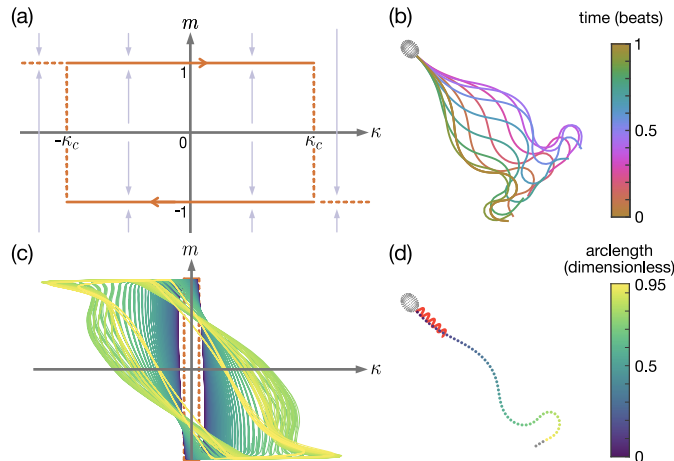 (a)
m
1
-κc
0
κc
κ
-1
(b)
time (beats)
1
0.5
0
(c)
m
κ
(d)
arclength
(dimensionless)
0.95
0.5
0